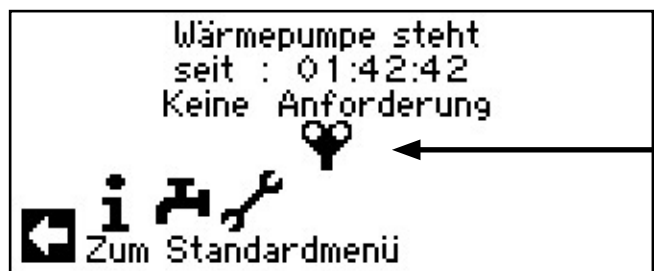 Wärmepumpe steht
seit : 01:42:42
Keine Anforderung
Zum Standardmenü